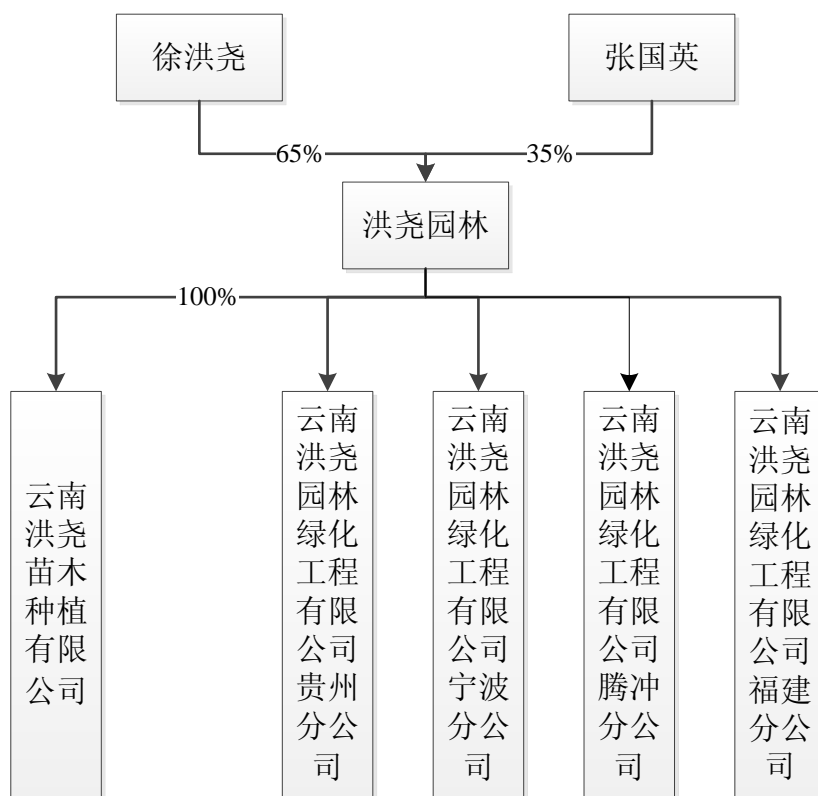 徐洪尧
张国英
65%
35%
洪尧园林
100%
云南
洪尧
苗木
种植
有限
公司
云南
洪尧
园林
绿化
工程
有限
公司
贵州
分公
司
云南
洪尧
园林
绿化
工程
有限
公司
宁波
分公
司
云南
洪尧
园林
绿化
工程
有限
公司
腾冲
分公
司
云南
洪尧
园林
绿化
工程
有限
公司
福建
分公
司